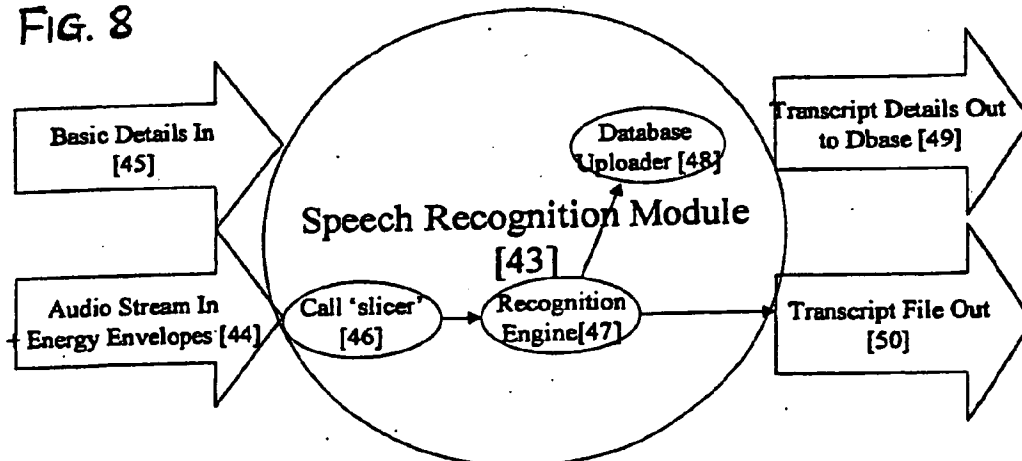 FIG. 8
Basic Details In
[45]
Audio Stream In
+ Energy Envelopes [44]
Speech Recognition Module
[43]
Call 'slicer'
[46]
Recognition
Engine[47]
Database
Uploader [48]
Transcript Details Out
to Dbase [49]
Transcript File Out
[50]